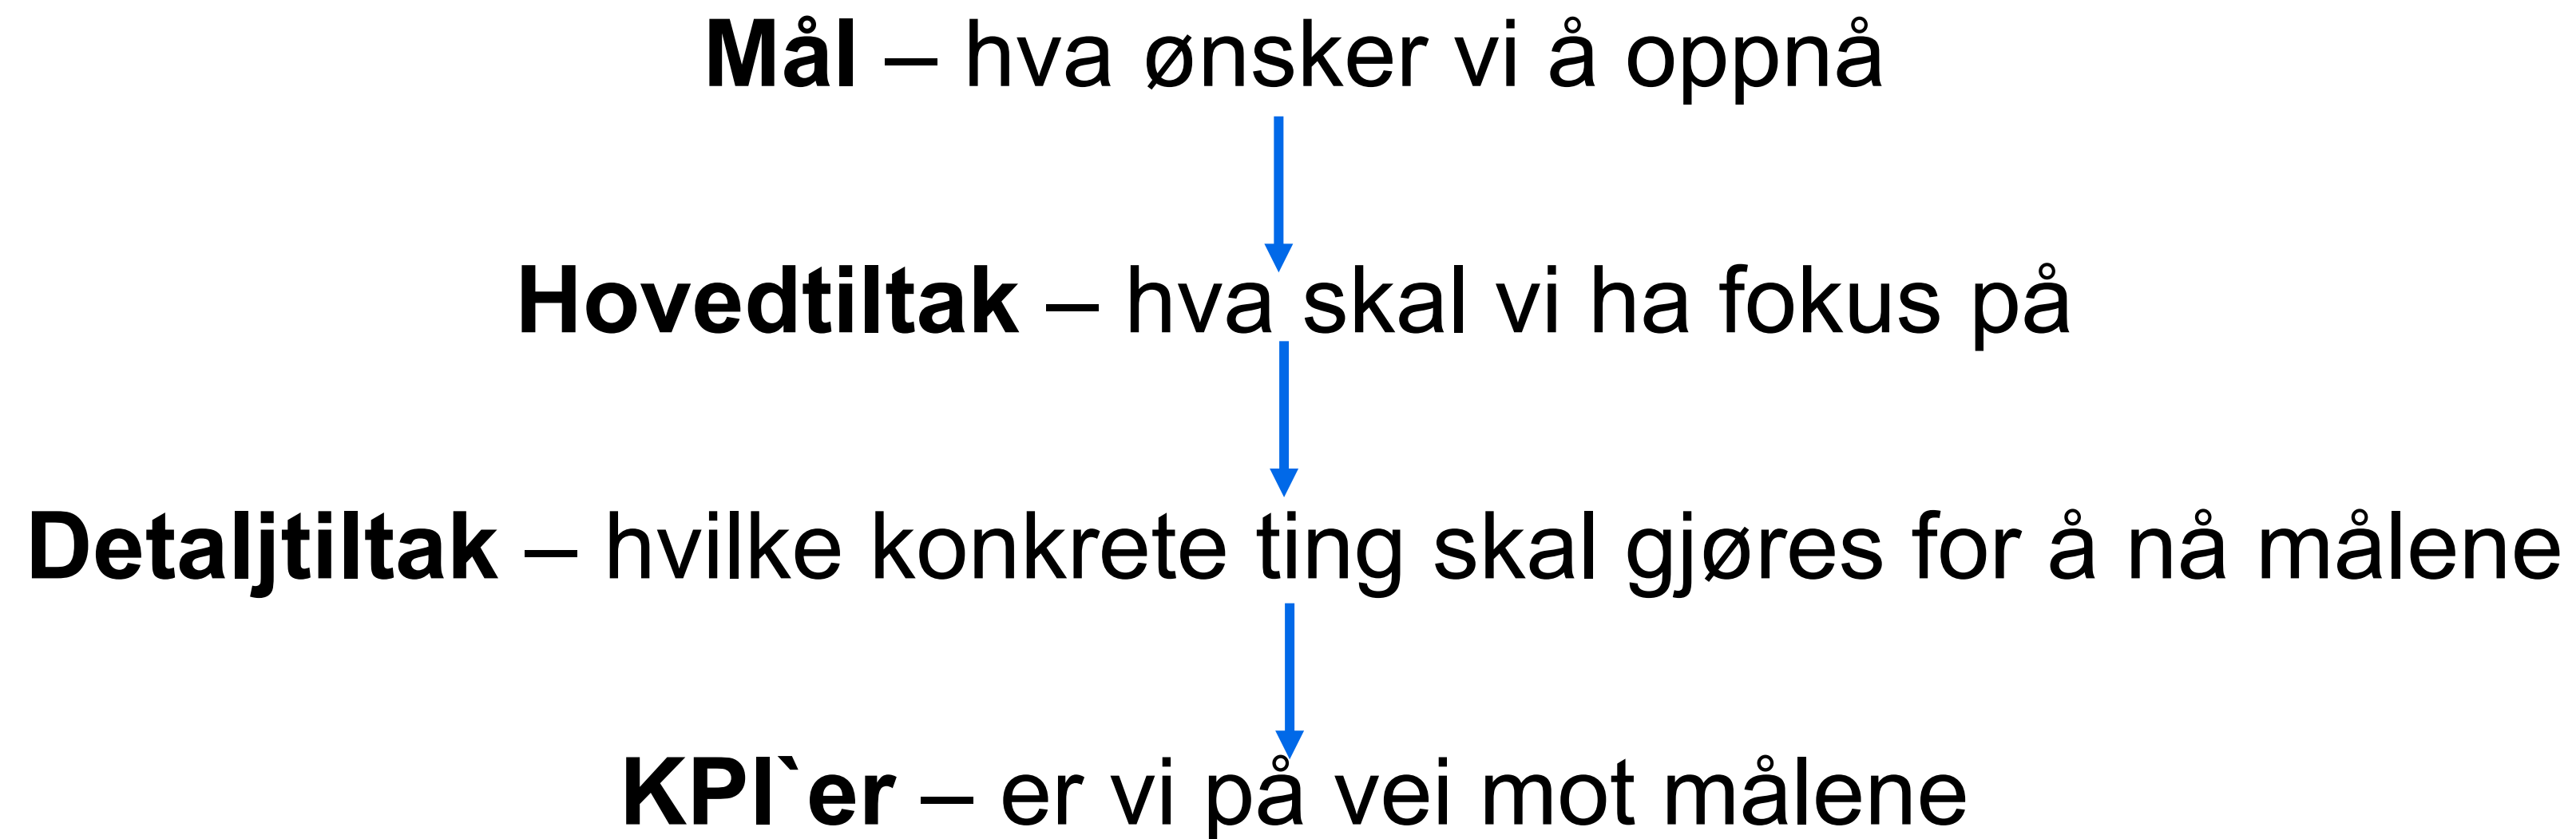 Mål – hva ønsker vi å oppnå
Hovedtiltak – hva skal vi ha fokus på
Detaljtiltak – hvilke konkrete ting skal gjøres for å nå målene
KPI`er – er vi på vei mot målene